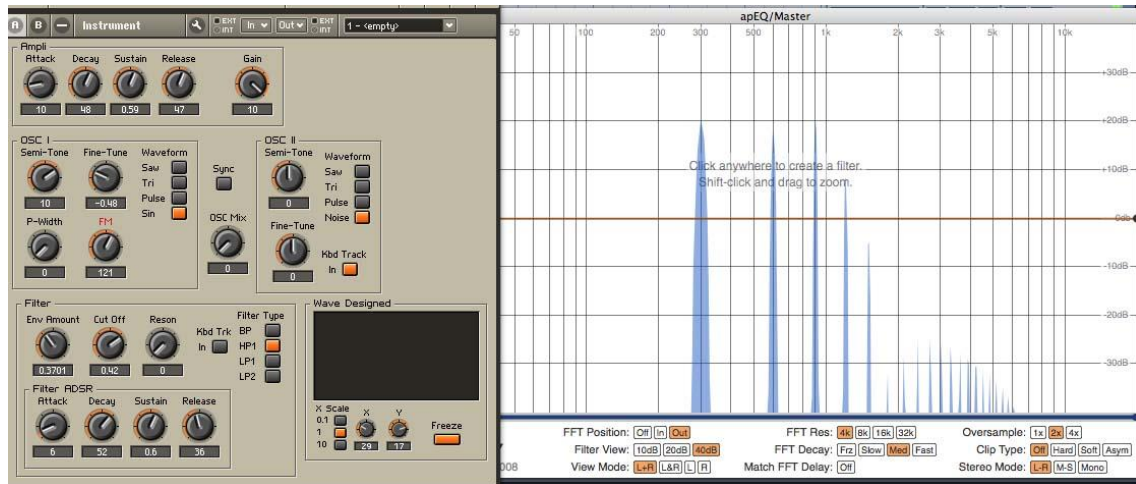 A B Instrument EXT INT In Out EXT INT 1 - <empty>
Ampli
Attack Decay Sustain Release Gain
10 48 0.59 47 10
OSC I
Semi-Tone Fine-Tune Waveform
Saw
Tri
Pulse
Sin
10 -0.48
P-Width FM
0 121
Sync
OSC Mix
0
OSC II
Semi-Tone Waveform
Saw
Tri
Pulse
Noise
0
Fine-Tune
Kbd Track
In
0
Filter
Env Amount Cut Off Reson Filter Type
Kbd Trk BP
In HP1
LP1
LP2
0.3701 0.42 0
Filter ADSR
Attack Decay Sustain Release
6 52 0.6 36
Wave Designed
X Scale X Y
0.1
1
10
29 17
Freeze
apEQ/Master
50 100 200 300 500 1k 2k 3k 5k 10k
+30dB
+20dB
Click anywhere to create a filter.
Shift-click and drag to zoom.
+10dB
0db
-10dB
-20dB
-30dB
FFT Position: Off In Out FFT Res: 4k 8k 16k 32k Oversample: 1x 2x 4x
Filter View: 10dB 20dB 40dB FFT Decay: Frz Slow Med Fast Clip Type: Off Hard Soft Asym
008 View Mode: L+R L&R L R Match FFT Delay: Off Stereo Mode: L-R M-S Mono